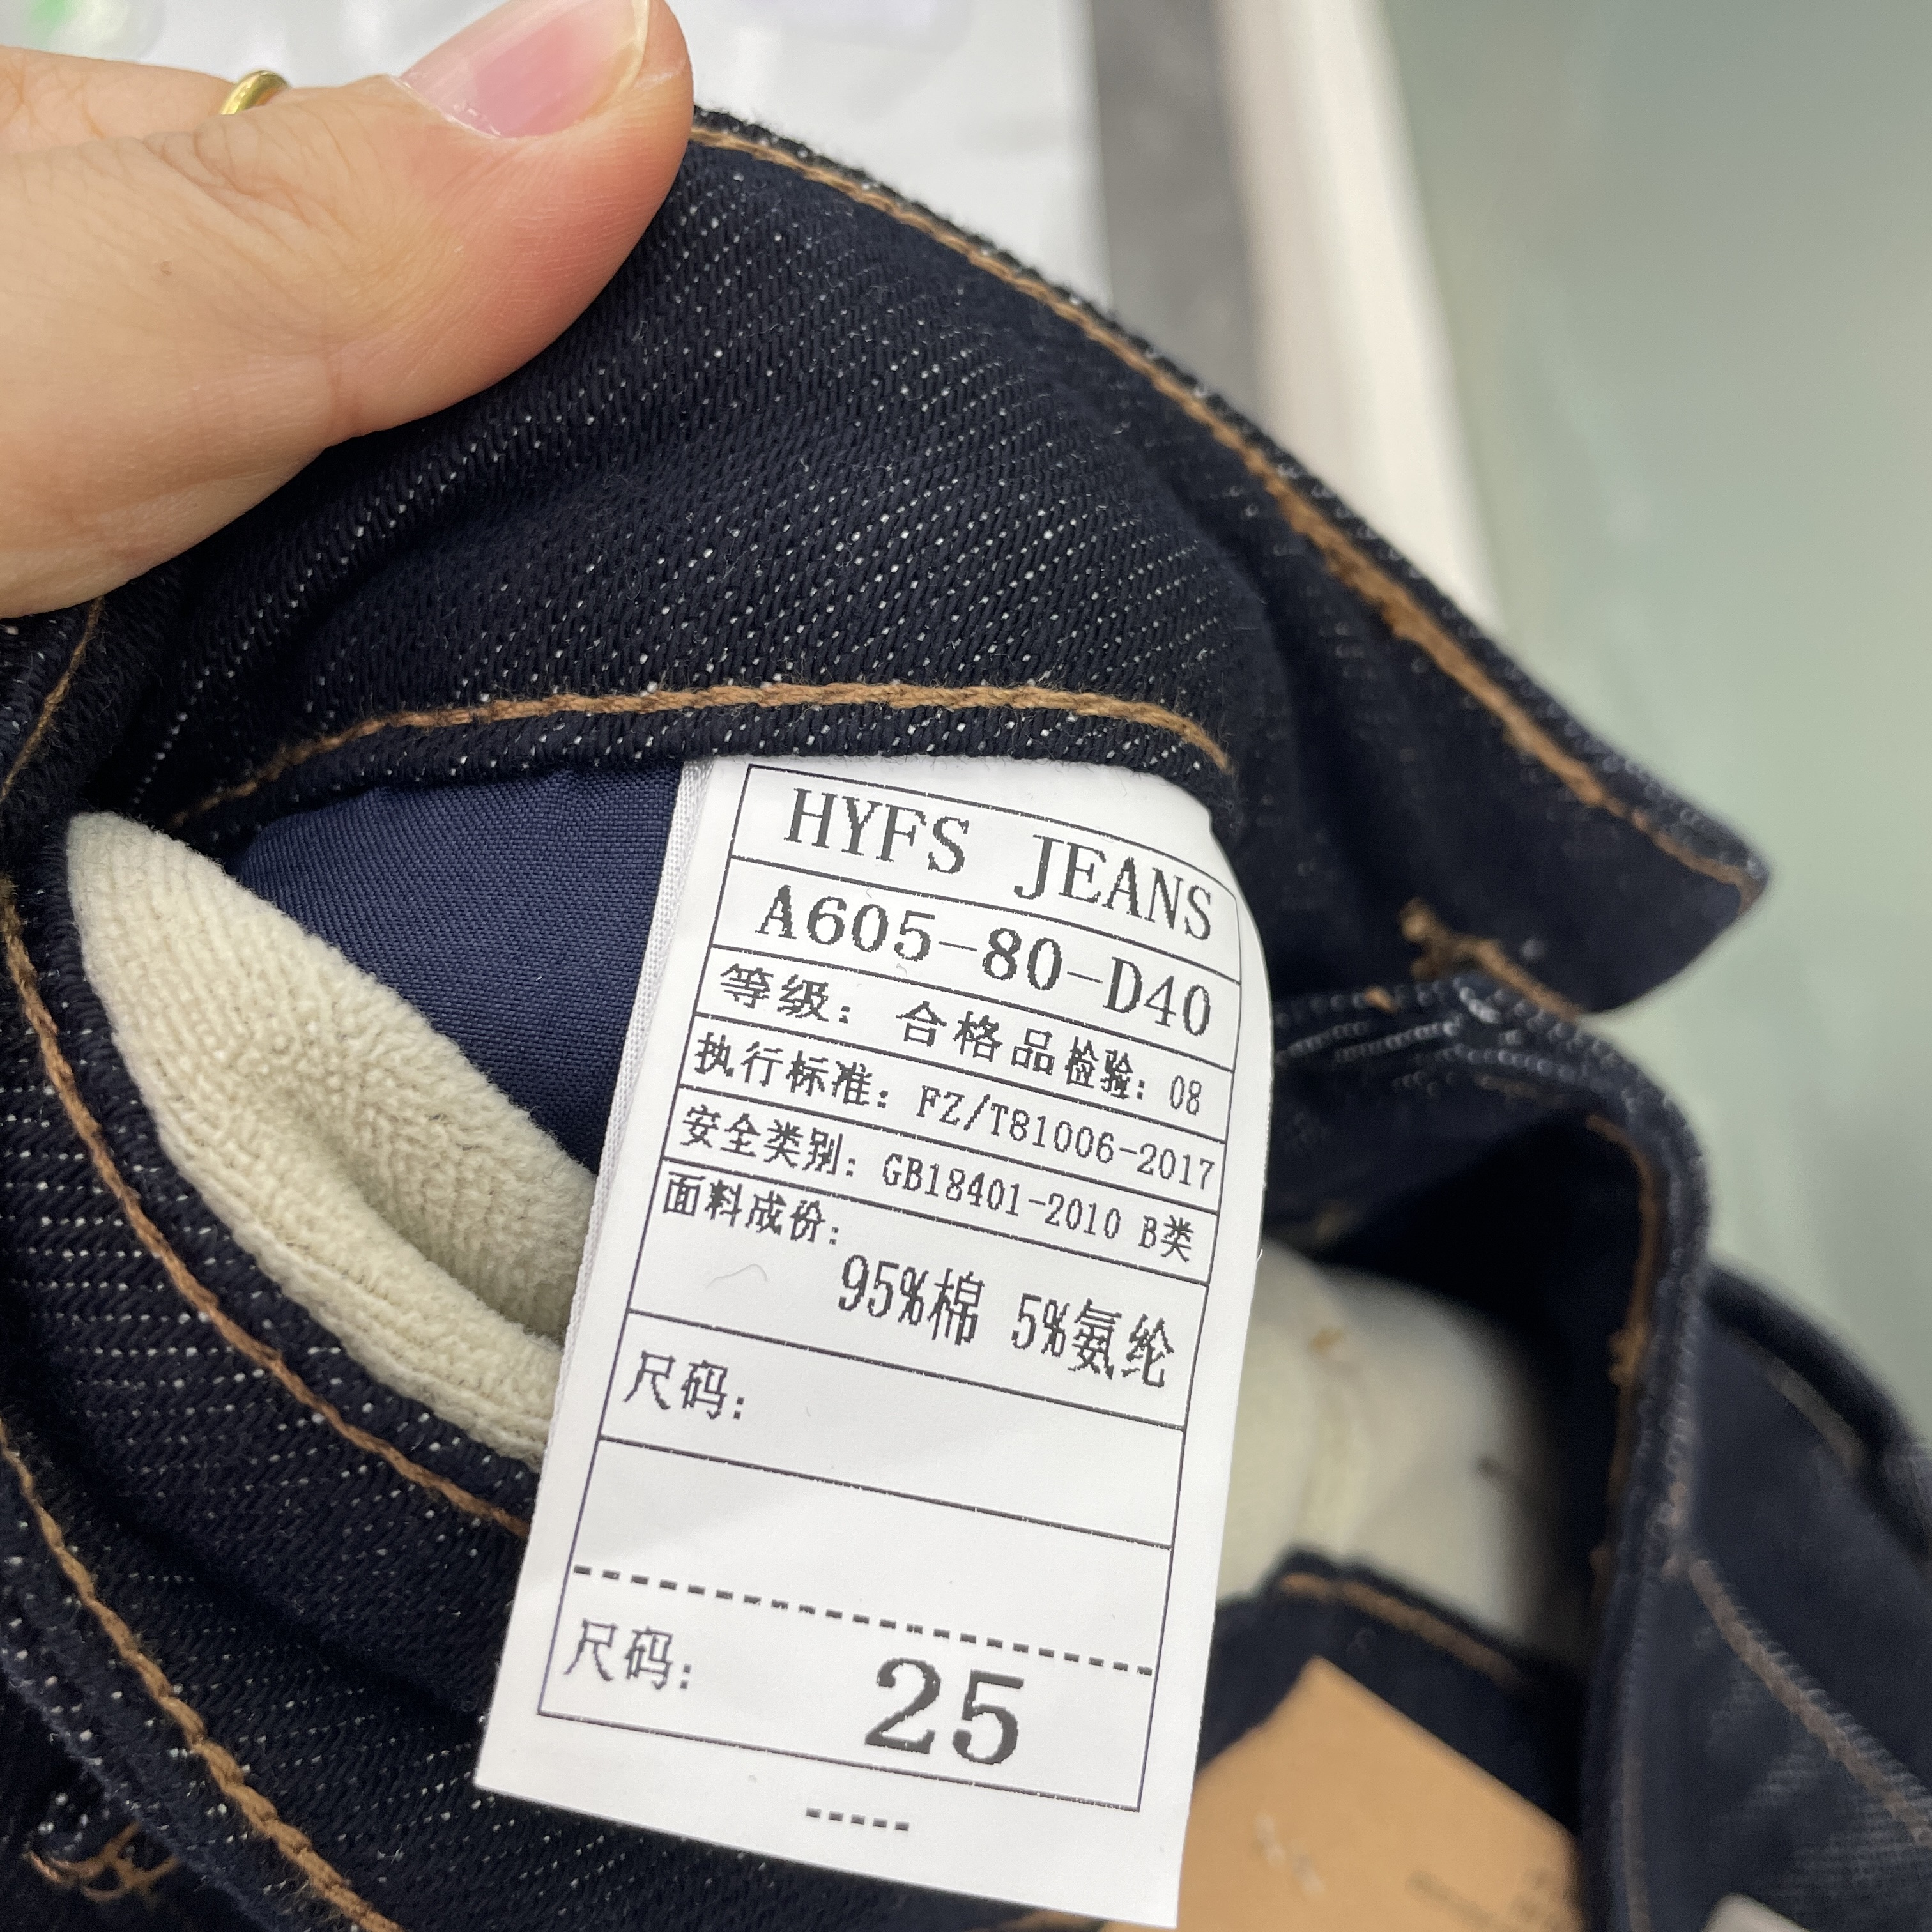 HYFS JEANS
A605-80-D40
等级: 合格品检验: 08
执行标准: FZ/T81006-2017
安全类别: GB18401-2010 B类
面料成份:
95%棉 5%氨纶
尺码:
尺码: 25